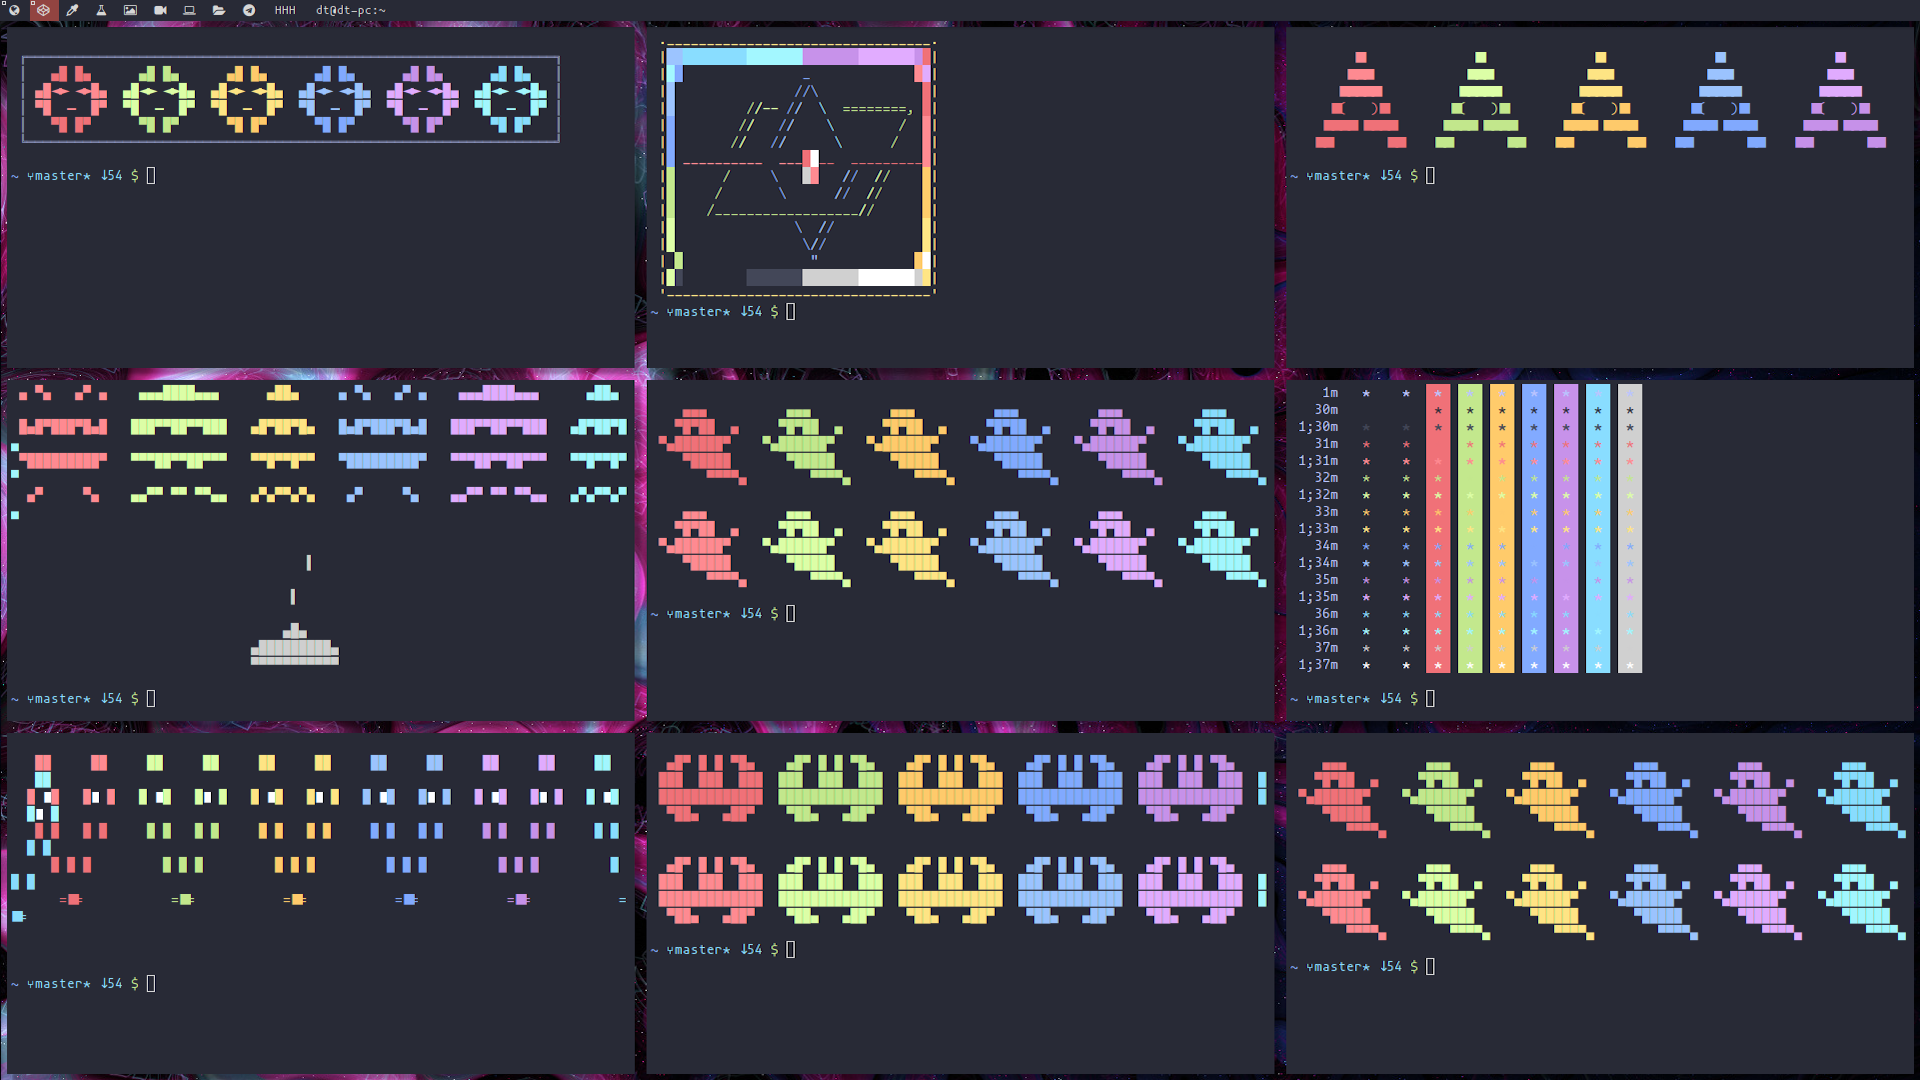 HHH dt@dt-pc:~
~ master* ↓54 $
~ master* ↓54 $
~ master* ↓54 $
~ master* ↓54 $
~ master* ↓54 $
1m * * * * * * * * *
30m * * * * * * *
1;30m * * * * * * * * *
31m * * * * * * * * *
1;31m * * * * * * * * *
32m * * * * * * * * *
1;32m * * * * * * * * *
33m * * * * * * * * *
1;33m * * * * * * * * *
34m * * * * * * * * *
1;34m * * * * * * * * *
35m * * * * * * * * *
1;35m * * * * * * * * *
36m * * * * * * * * *
1;36m * * * * * * * * *
37m * * * * * * * * *
1;37m * * * * * * * * *
~ master* ↓54 $
~ master* ↓54 $
~ master* ↓54 $
~ master* ↓54 $